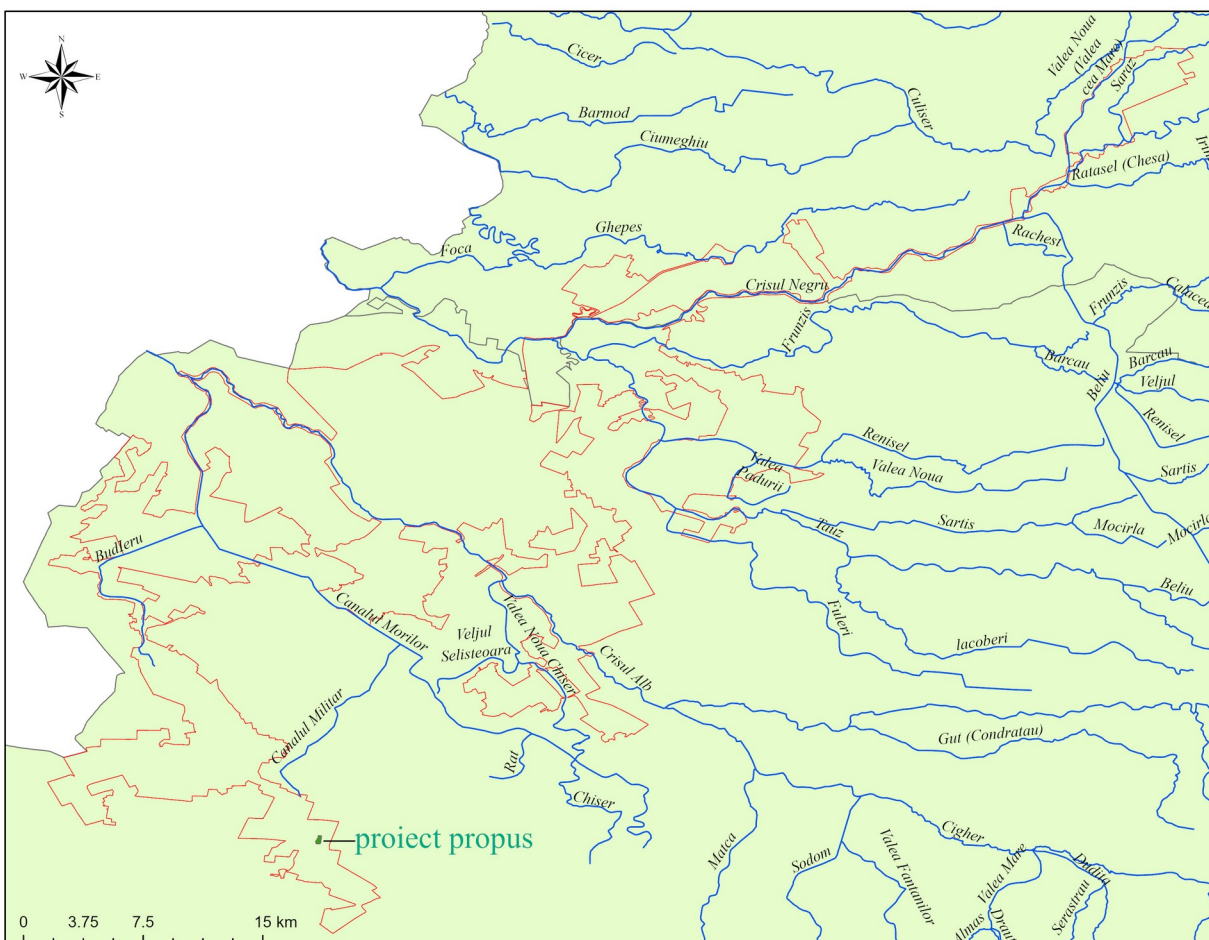 N
W E
S
Cicer
Barmod
Ciumeghiu
Culiser
Valea Noua
(Valea
cea Mare)
Saraz
Ratasel (Chesa)
Ghepes
Foca
Rachest
Crisul Negru
Frunzis
Frunzis
Calacea
Barcau
Barcau
Beliu
Veljul
Renisel
Renisel
Valea
Padurii
Valea Noua
Sartis
Sartis
Tauz
Mocirla
Mocirla
Budieru
Beliu
Canalul Morilor
Veljul
Selisteoara
Valea Noua Chiser
Fuleri
Iacoberi
Crisul Alb
Canalul Militar
Rat
Gut (Condratau)
Chiser
proiect propus
Matca
Sodom
Cigher
Valea Fantanilor
Valea Mare
Dudita
Almas
Serastrau
0 3.75 7.5 15 km